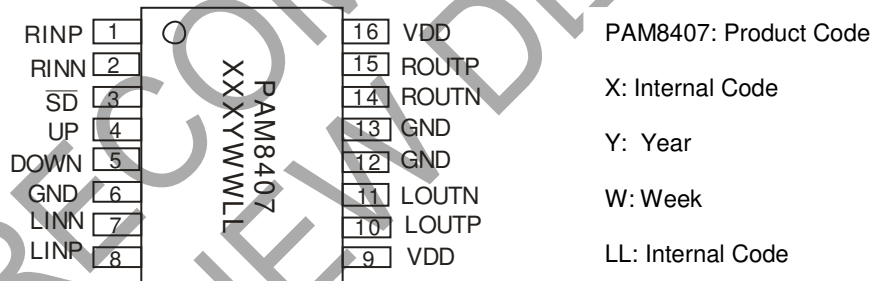 RINP 1 16 VDD
RINN 2 15 ROUTP
SD 3 14 ROUTN
UP 4 13 GND
DOWN 5 12 GND
GND 6 11 LOUTN
LINN 7 10 LOUTP
LINP 8 9 VDD
PAM8407
XXXYWWLL
PAM8407: Product Code
X: Internal Code
Y: Year
W: Week
LL: Internal Code